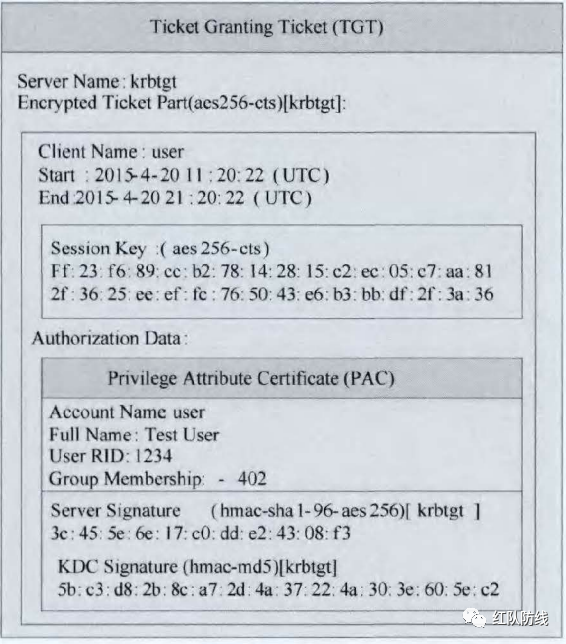 Ticket Granting Ticket (TGT)
Server Name : krbtgt
Encrypted Ticket Part(aes256-cts)[krbtgt]:
Client Name : user
Start : 2015-4-20 11 : 20: 22 ( UTC)
End 2015- 4-20 21 : 20: 22 ( UTC)
Session Key :( aes 256-cts)
Ff: 23: f6: 89: cc: b2: 78: 14: 28: 15: c2: ec: 05: c7: aa: 81
2f: 36: 25: ee: ef: fc : 76: 50: 43: e6: b3: bb: df: 2f: 3a: 36
Authorization Data :
Privilege Attribute Certificate (PAC)
Account Name user
Full Name : Test User
User RID: 1234
Group Membership: - 402
Server Signature (hmac-sha 1-96-aes 256)[ krbtgt ]
3c: 45: 5e: 6e: 17: c0: dd: e2: 43: 08: f3
KDC Signature (hmac-md5)[krbtgt]
5b: c3: d8: 2b: 8c: a7: 2d: 4a: 37: 22: 4a: 30: 3e: 60: 5e: c2
红队防线